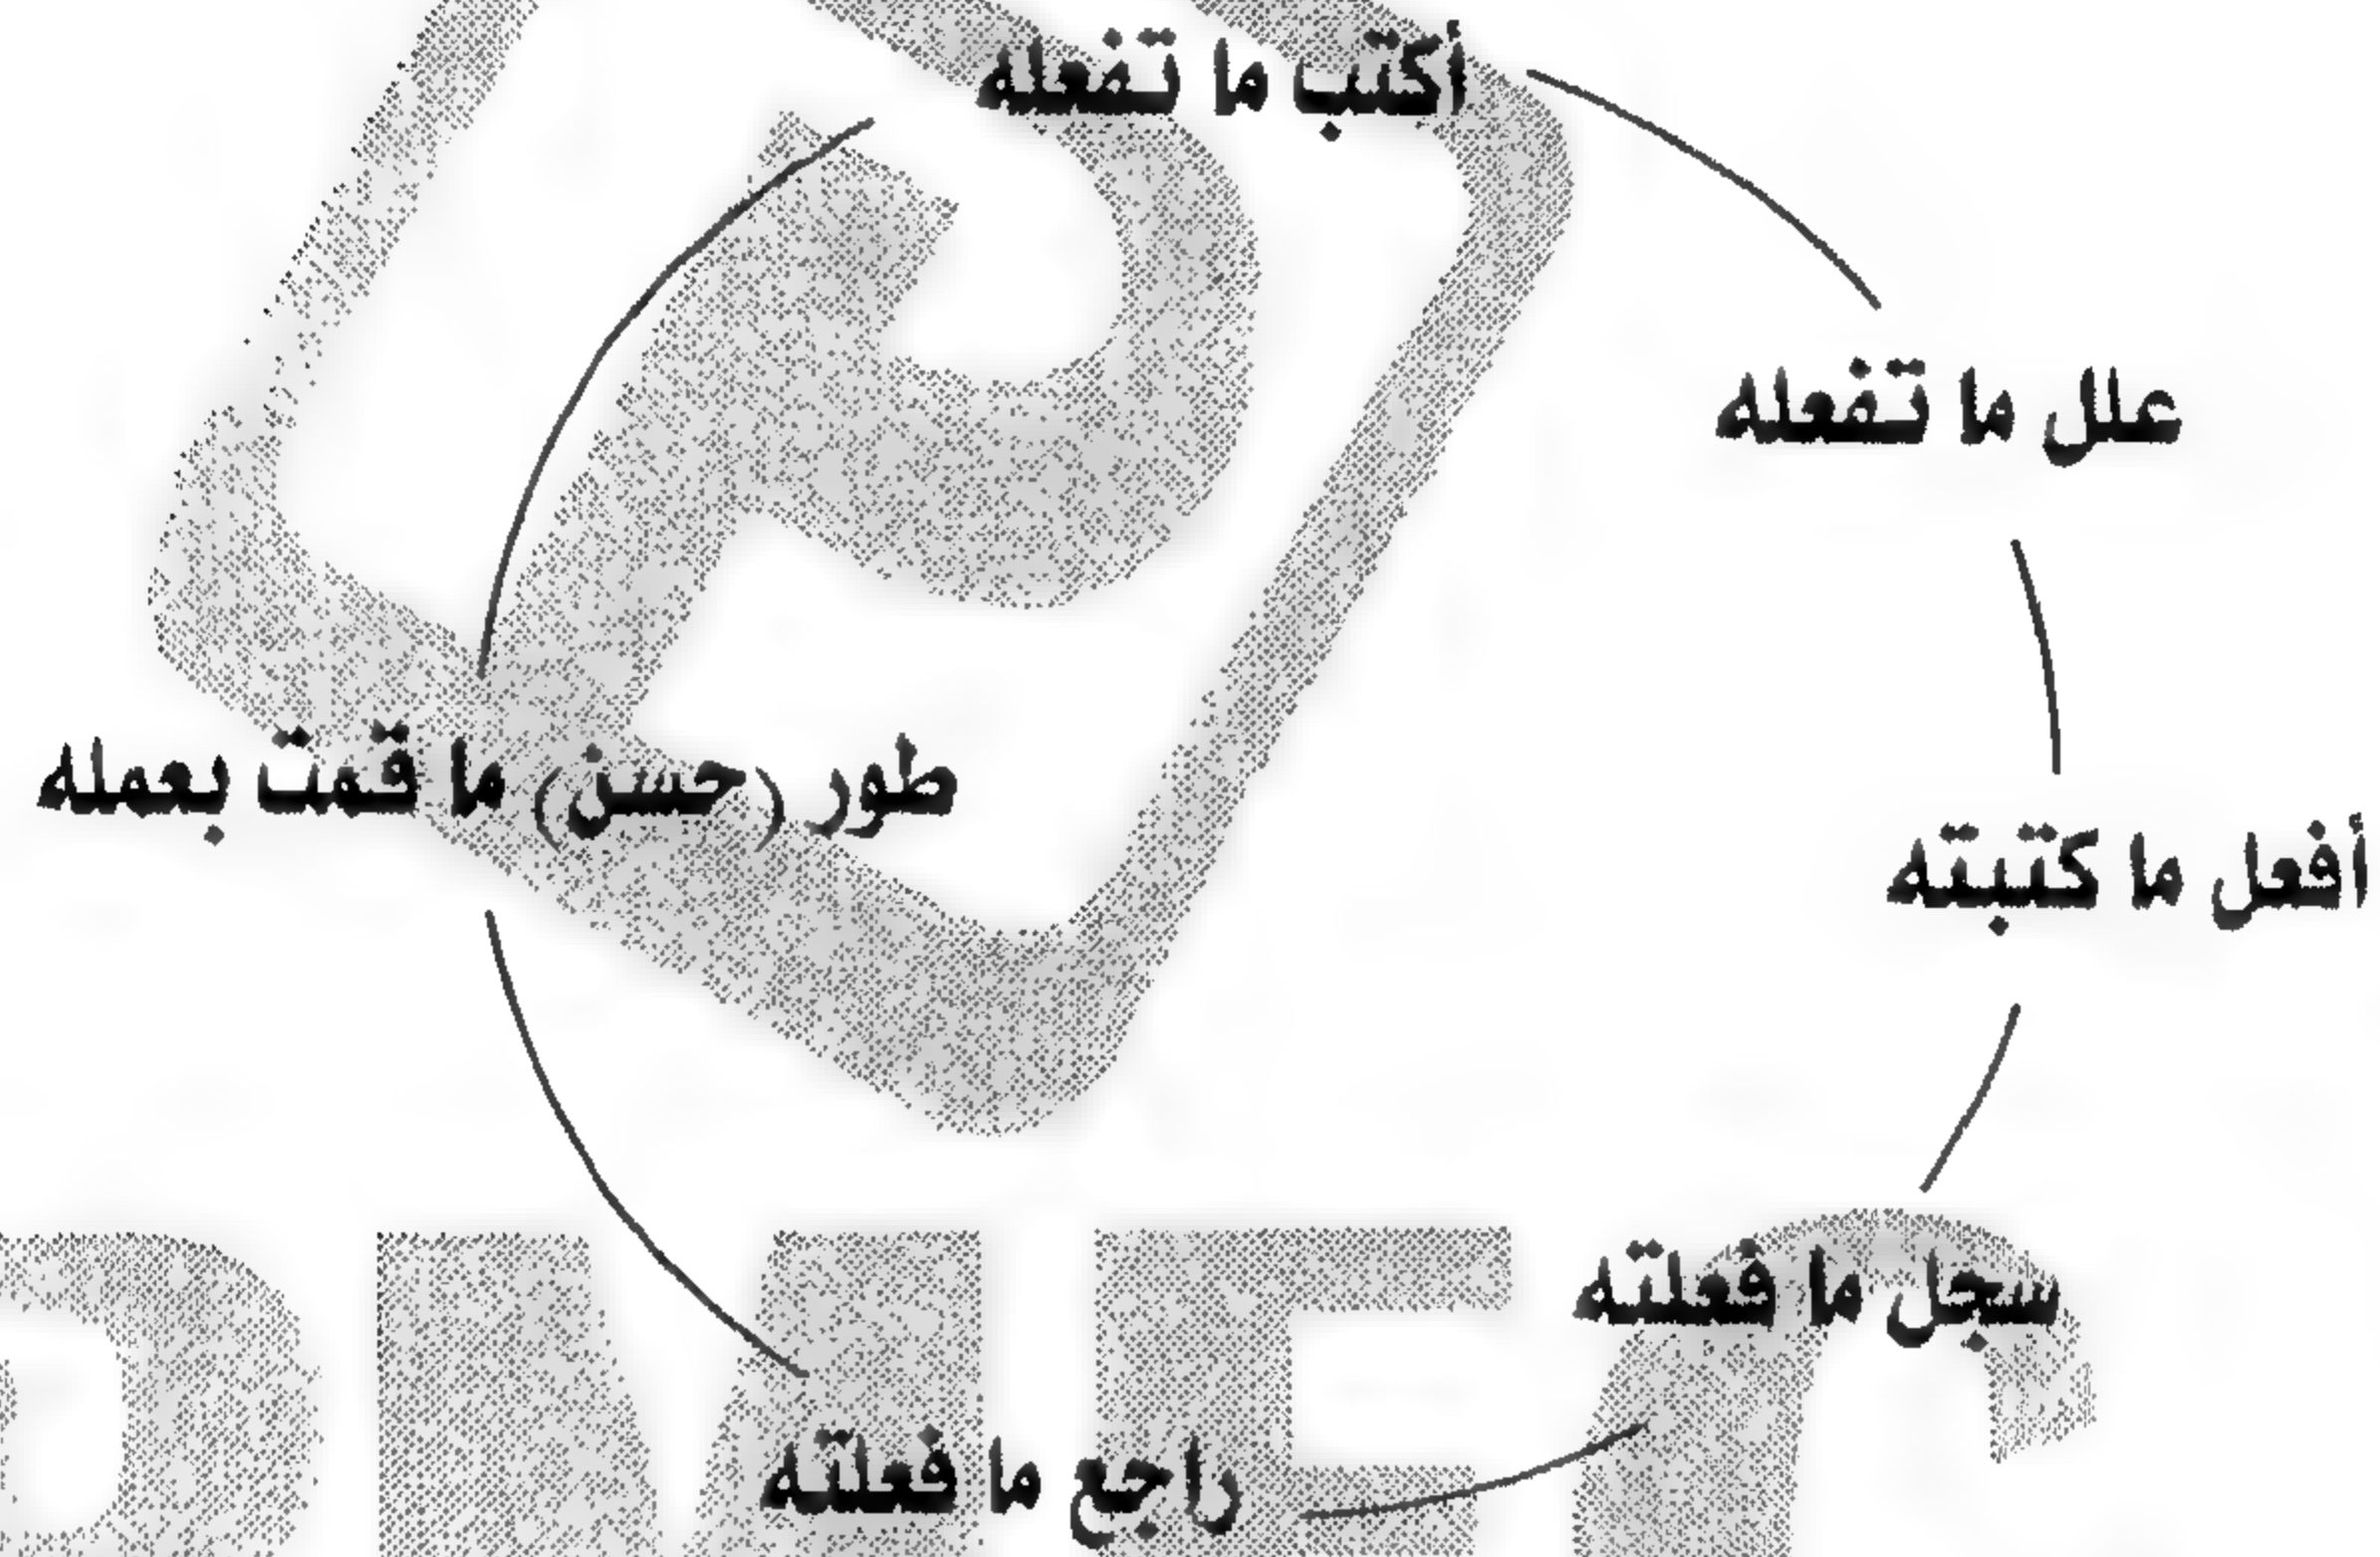 أكتب ما تفعله
علل ما تفعله
أفعل ما كتبته
سجل ما فعلته
راجع ما فعلته
طور (حسن) ما قمت بعمله